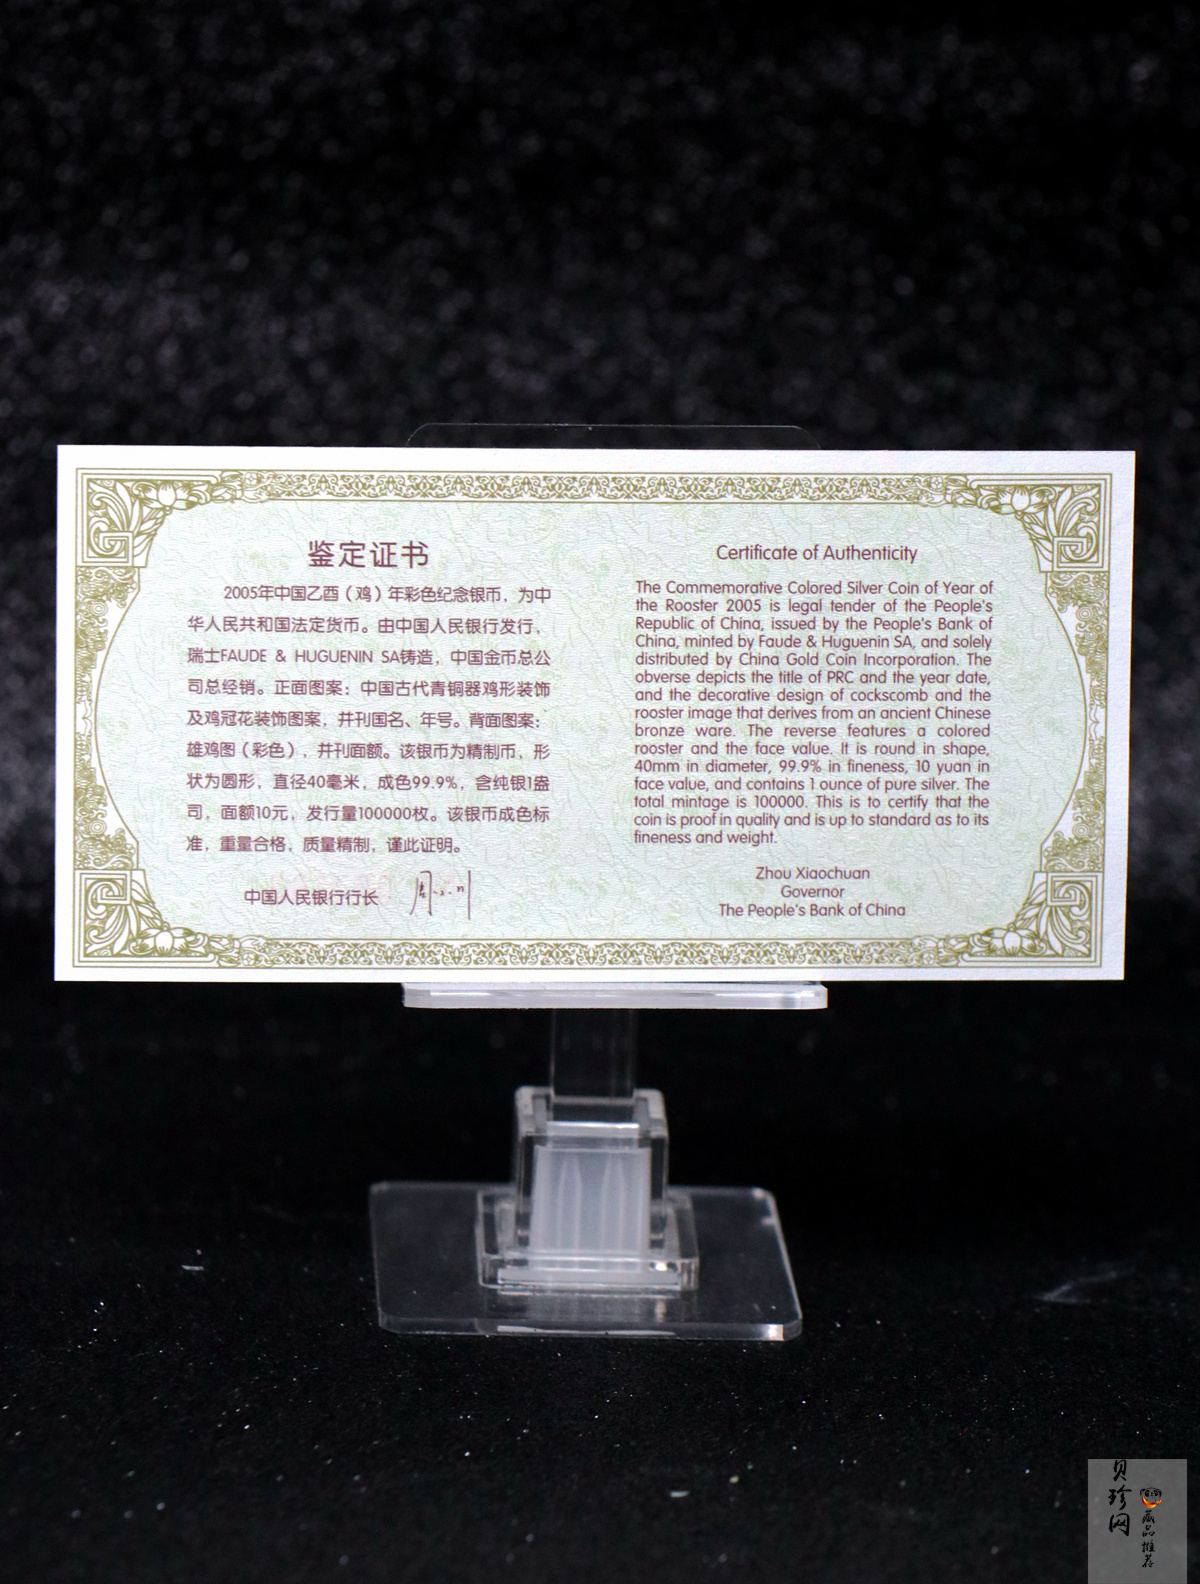 鉴定证书
2005年中国乙酉（鸡）年彩色纪念银币，为中
华人民共和国法定货币。由中国人民银行发行，
瑞士FAUDE & HUGUENIN SA铸造，中国金币总公
司总经销。正面图案：中国古代青铜器鸡形装饰
及鸡冠花装饰图案，并刊国名、年号。背面图案：
雄鸡图（彩色），并刊面额。该银币为精制币，形
状为圆形，直径40毫米，成色99.9%，含纯银1盎
司，面额10元，发行量100000枚。该银币成色标
准，重量合格，质量精制，谨此证明。
中国人民银行行长
Certificate of Authenticity
The Commemorative Colored Silver Coin of Year of
the Rooster 2005 is legal tender of the People's
Republic of China, issued by the People's Bank of
China, minted by Faude & Huguenin SA, and solely
distributed by China Gold Coin Incorporation. The
obverse depicts the title of PRC and the year date,
and the decorative design of cockscomb and the
rooster image that derives from an ancient Chinese
bronze ware. The reverse features a colored
rooster and the face value. It is round in shape,
40mm in diameter, 99.9% in fineness, 10 yuan in
face value, and contains 1 ounce of pure silver. The
total mintage is 100000. This is to certify that the
coin is proof in quality and is up to standard as to its
fineness and weight.
Zhou Xiaochuan
Governor
The People's Bank of China
贝珍网
藏品推荐